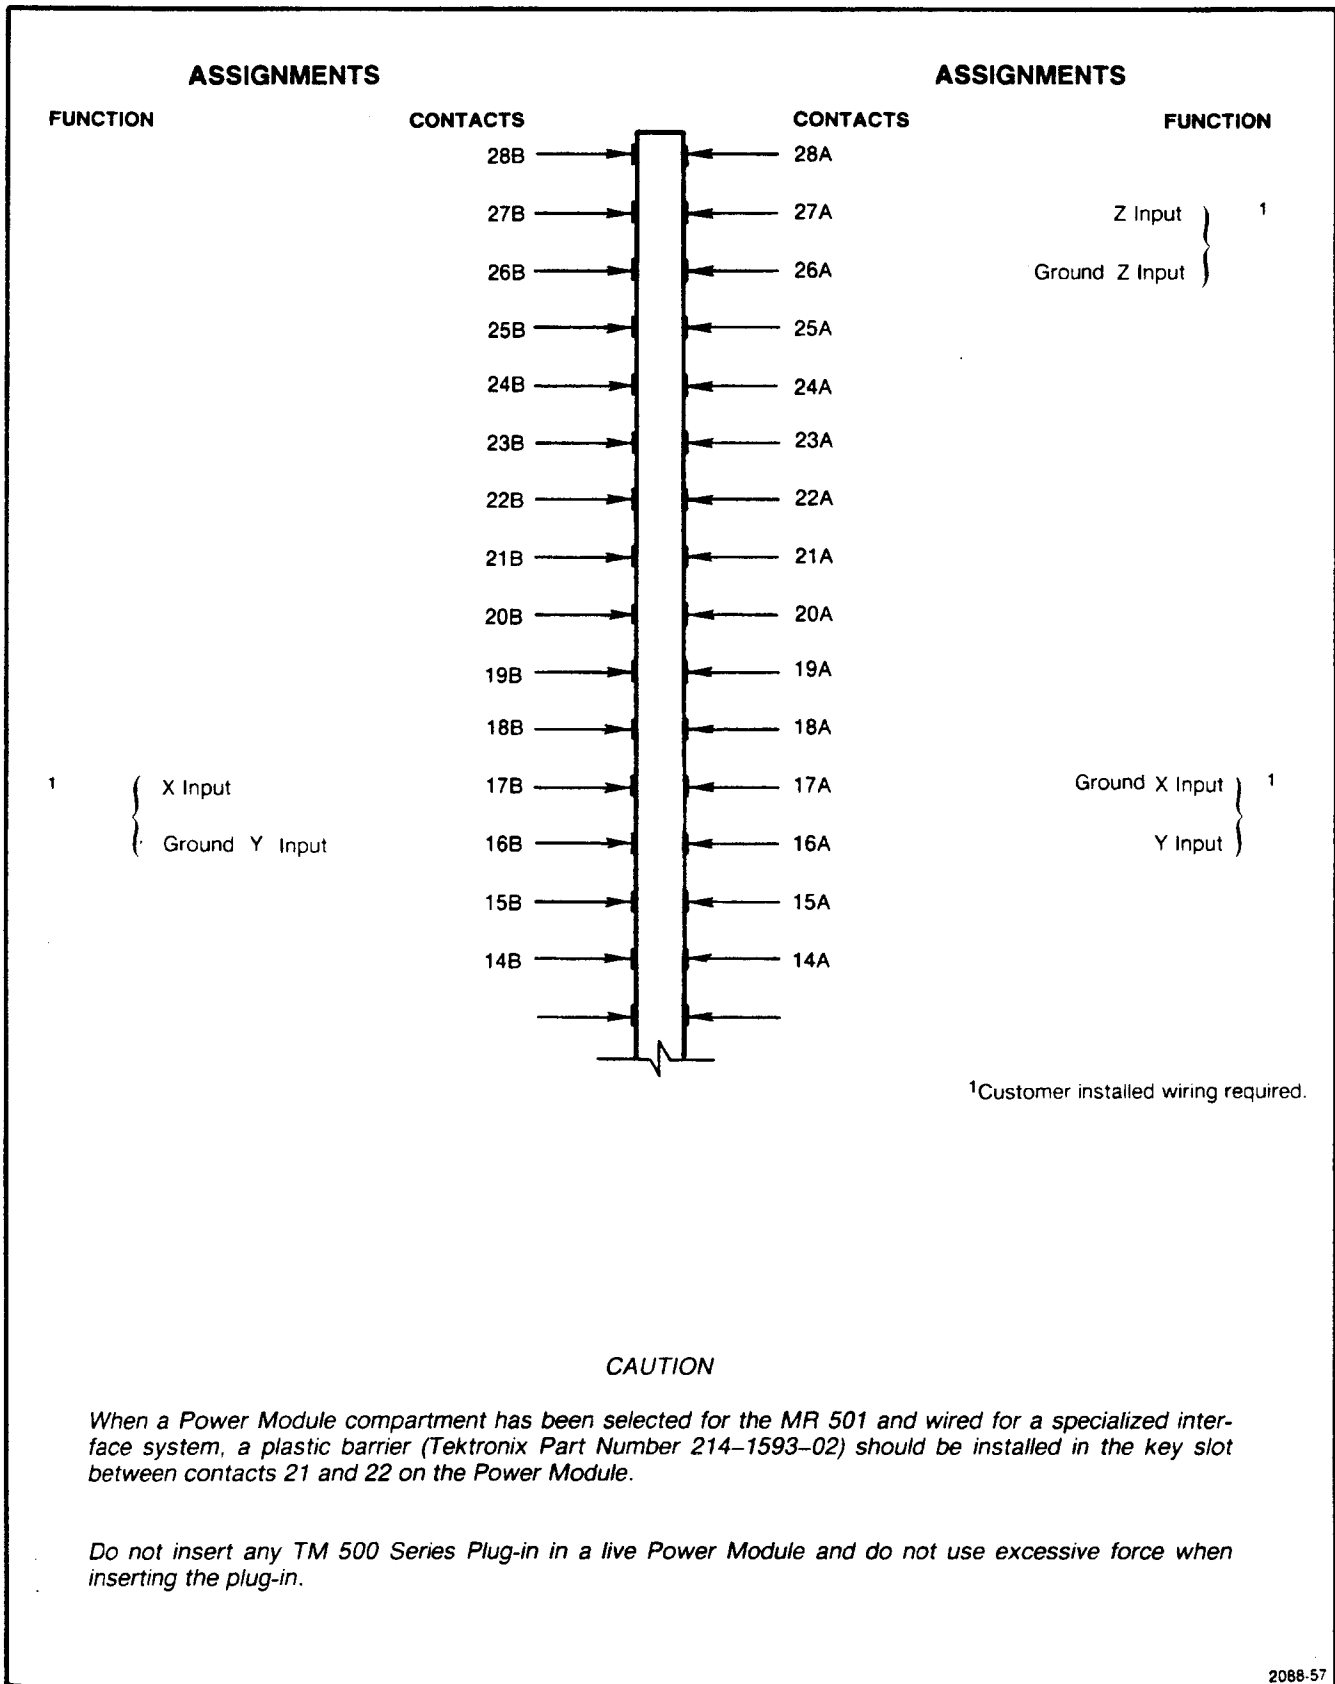 ASSIGNMENTS ASSIGNMENTS
FUNCTION CONTACTS CONTACTS FUNCTION
28B 28A
27B 27A Z Input 1
26B 26A Ground Z Input
25B 25A
24B 24A
23B 23A
22B 22A
21B 21A
20B 20A
19B 19A
18B 18A
1 X Input 17B 17A Ground X Input 1
Ground Y Input 16B 16A Y Input
15B 15A
14B 14A
1Customer installed wiring required.
CAUTION
When a Power Module compartment has been selected for the MR 501 and wired for a specialized inter-
face system, a plastic barrier (Tektronix Part Number 214–1593–02) should be installed in the key slot
between contacts 21 and 22 on the Power Module.
Do not insert any TM 500 Series Plug-in in a live Power Module and do not use excessive force when
inserting the plug-in.
2088-57